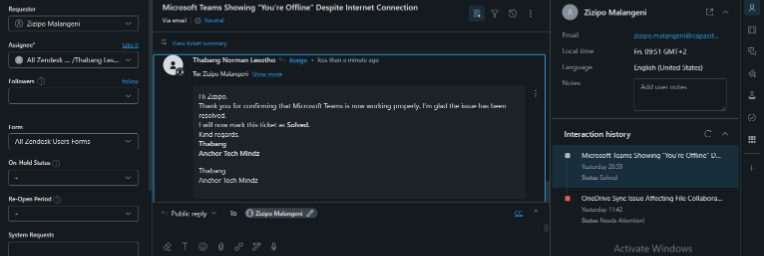 Requester
Zizipo Malangeni
Assignee*
take it
All Zendesk ... /Thabang Les...
Followers
follow
Form
All Zendesk Users Forms
On-Hold Status
-
Re-Open Period
-
System Requests
Microsoft Teams Showing "You're Offline" Despite Internet Connection
Via email
Neutral
View ticket summary
Thabang Norman Lesotho
Assign
less than a minute ago
To: Zizipo Malangeni Show more
Hi Zizipo,
Thank you for confirming that Microsoft Teams is now working properly. I'm glad the issue has been
resolved.
I will now mark this ticket as Solved.
Kind regards.
Thabang
Anchor Tech Mindz
Thabang
Anchor Tech Mindz
Public reply
To
Zizipo Malangeni
CC
Zizipo Malangeni
Email
zizipo.malangeni@capacit...
Local time
Fri, 09:51 GMT+2
Language
English (United States)
Notes
Add user notes
Interaction history
Microsoft Teams Showing "You're Offline" D...
Yesterday 20:39
Status Solved
OneDrive Sync Issue Affecting File Collabora...
Yesterday 11:42
Status Needs Attention!
Activate Windows